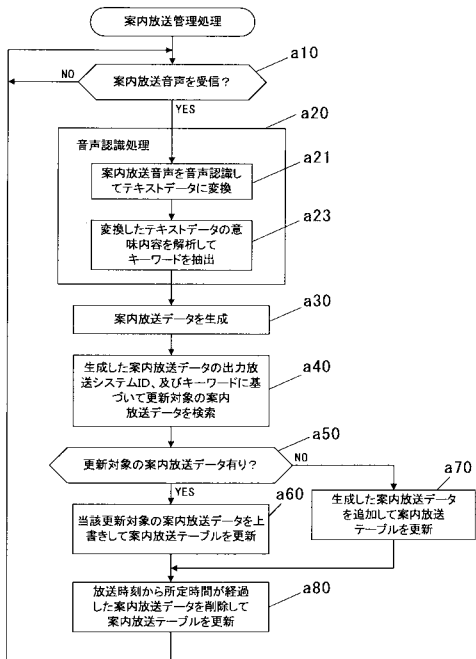 案内放送管理処理
a10
NO
案内放送音声を受信？
YES
a20
音声認識処理
a21
案内放送音声を音声認識し
てテキストデータに変換
a23
変換したテキストデータの意
味内容を解析して
キーワードを抽出
a30
案内放送データを生成
a40
生成した案内放送データの出力放
送システムID、及びキーワードに基
づいて更新対象の案内
放送データを検索
a50
更新対象の案内放送データ有り？
NO
YES
a60
a70
当該更新対象の案内放送データを上
書きして案内放送テーブルを更新
生成した案内放送データ
を追加して案内放送
テーブルを更新
a80
放送時刻から所定時間が経過
した案内放送データを削除して
案内放送テーブルを更新